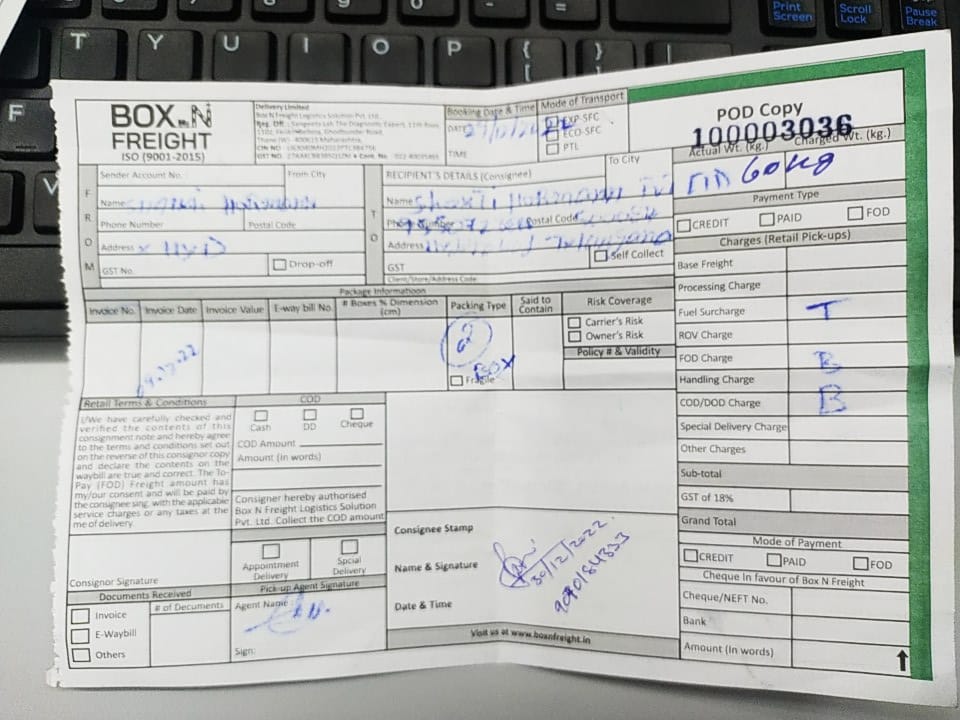 Print Screen
Scroll Lock
Pause Break
T Y U I O P { }
F
V
BOX N FREIGHT
ISO (9001-2015)
Delivery Limited
Box N Freight Logistics Solution Pvt. Ltd.
Booking Date & Time
DATE
TIME
Mode of Transport
EXP-SFC
ECO-SFC
PTL
POD Copy
100003036
Actual Wt. (kg.) Charged Wt. (kg.)
60kg
FROM
Sender Account No. From City
Name
Phone Number Postal Code
Address HYD
GST No. Drop-off
TO
RECIPIENT'S DETAILS (Consignee) To City
Name Shakti Hormann
Phone Number Postal Code
Address Telangana
GST Self Collect
Client/Store/Address Code
Payment Type
CREDIT PAID FOD
Charges (Retail Pick-ups)
Base Freight
Processing Charge
Fuel Surcharge T
ROV Charge
FOD Charge B
Handling Charge
COD/DOD Charge B
Special Delivery Charge
Other Charges
Sub-total
GST of 18%
Grand Total
Mode of Payment
CREDIT PAID FOD
Cheque In favour of Box N Freight
Cheque/NEFT No.
Bank
Amount (In words)
Package Informatioon
Invoice No. Invoice Date Invoice Value E-way bill No. # Boxes % Dimension (cm) Packing Type Said to Contain Risk Coverage
2 BOX
Fragile
Carrier's Risk
Owner's Risk
Policy # & Validity
Retail Terms & Conditions
I/We have carefully checked and
verified the contents of this
consignment note and hereby agree
to the terms and conditions set out
on the reverse of this consignor copy
and declare the contents on the
waybill are true and correct. The To-
Pay (FOD) Freight amount has
my/our consent and will be paid by
the consignee sing, with the applicable
service charges or any taxes at the
me of delivery.
Consignor Signature
COD
Cash DD Cheque
COD Amount
Amount (In words)
Consigner hereby authorised
Box N Freight Logistics Solution
Pvt. Ltd. Collect the COD amount
Appointment Delivery
Spcial Delivery
Pick-up Agent Signature
Agent Name
Sign:
Documents Received
# of Documents
Invoice
E-Waybill
Others
Consignee Stamp
Name & Signature
Date & Time
30/12/2022
9090184333
Visit us at www.boxnfreight.in